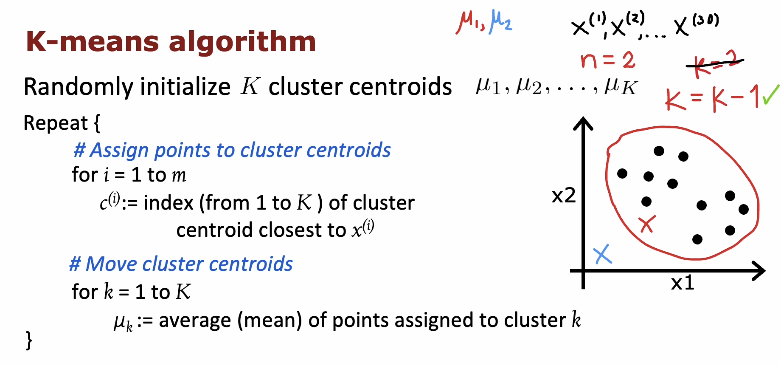 μ₁, μ₂
x⁽¹⁾, x⁽²⁾, ... x⁽³⁰⁾
K-means algorithm
n = 2
k=2
Randomly initialize K cluster centroids μ₁, μ₂, . . . , μ_K
k = k - 1 ✓
Repeat {
# Assign points to cluster centroids
for i = 1 to m
c⁽ⁱ⁾:= index (from 1 to K ) of cluster
centroid closest to x⁽ⁱ⁾
# Move cluster centroids
for k = 1 to K
μₖ := average (mean) of points assigned to cluster k
}
x2
X
X
x1